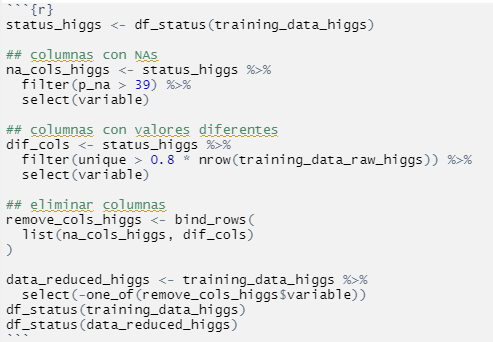 ```{r}
status_higgs <- df_status(training_data_higgs)
## columnas con NAs
na_cols_higgs <- status_higgs %>%
  filter(p_na > 39) %>%
  select(variable)
## columnas con valores diferentes
dif_cols <- status_higgs %>%
  filter(unique > 0.8 * nrow(training_data_raw_higgs)) %>%
  select(variable)
## eliminar columnas
remove_cols_higgs <- bind_rows(
  list(na_cols_higgs, dif_cols)
)
data_reduced_higgs <- training_data_higgs %>%
  select(-one_of(remove_cols_higgs$variable))
df_status(training_data_higgs)
df_status(data_reduced_higgs)
```